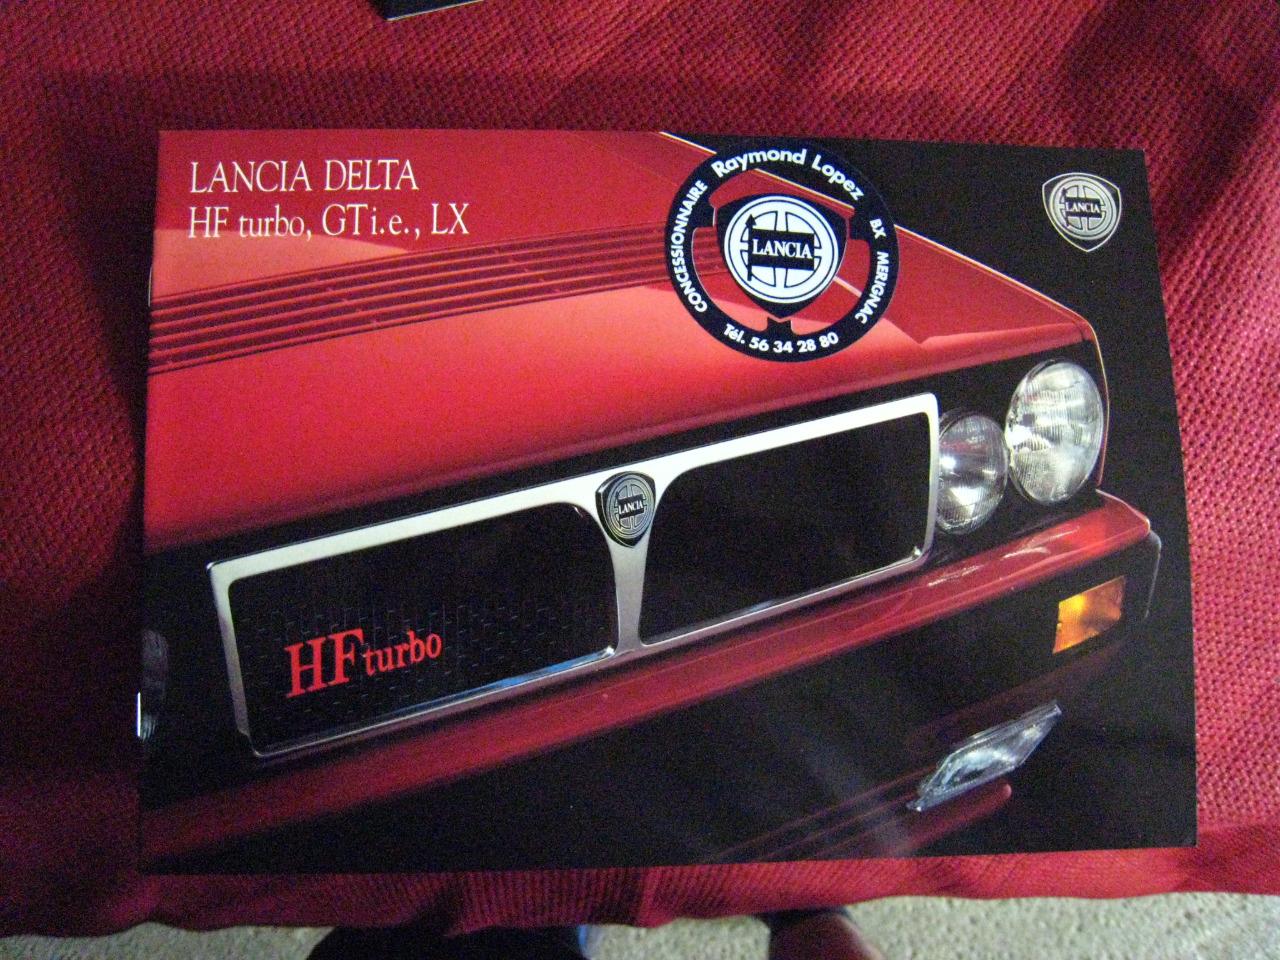 LANCIA DELTA
HF turbo, GT i.e., LX
CONCESSIONNAIRE Raymond Lopez BX MERIGNAC
LANCIA
Tél. 56 34 28 80
LANCIA
LANCIA
HF turbo